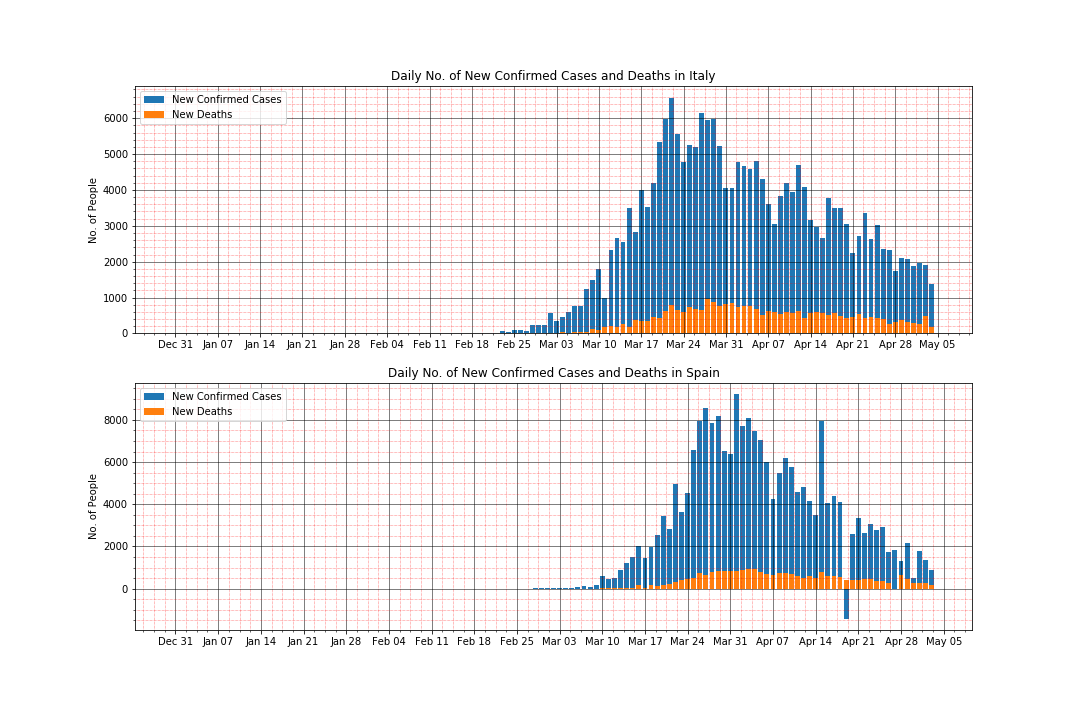 Daily No. of New Confirmed Cases and Deaths in Italy
New Confirmed Cases
New Deaths
No. of People
6000
5000
4000
3000
2000
1000
0
Dec 31 Jan 07 Jan 14 Jan 21 Jan 28 Feb 04 Feb 11 Feb 18 Feb 25 Mar 03 Mar 10 Mar 17 Mar 24 Mar 31 Apr 07 Apr 14 Apr 21 Apr 28 May 05
Daily No. of New Confirmed Cases and Deaths in Spain
New Confirmed Cases
New Deaths
No. of People
8000
6000
4000
2000
0
Dec 31 Jan 07 Jan 14 Jan 21 Jan 28 Feb 04 Feb 11 Feb 18 Feb 25 Mar 03 Mar 10 Mar 17 Mar 24 Mar 31 Apr 07 Apr 14 Apr 21 Apr 28 May 05